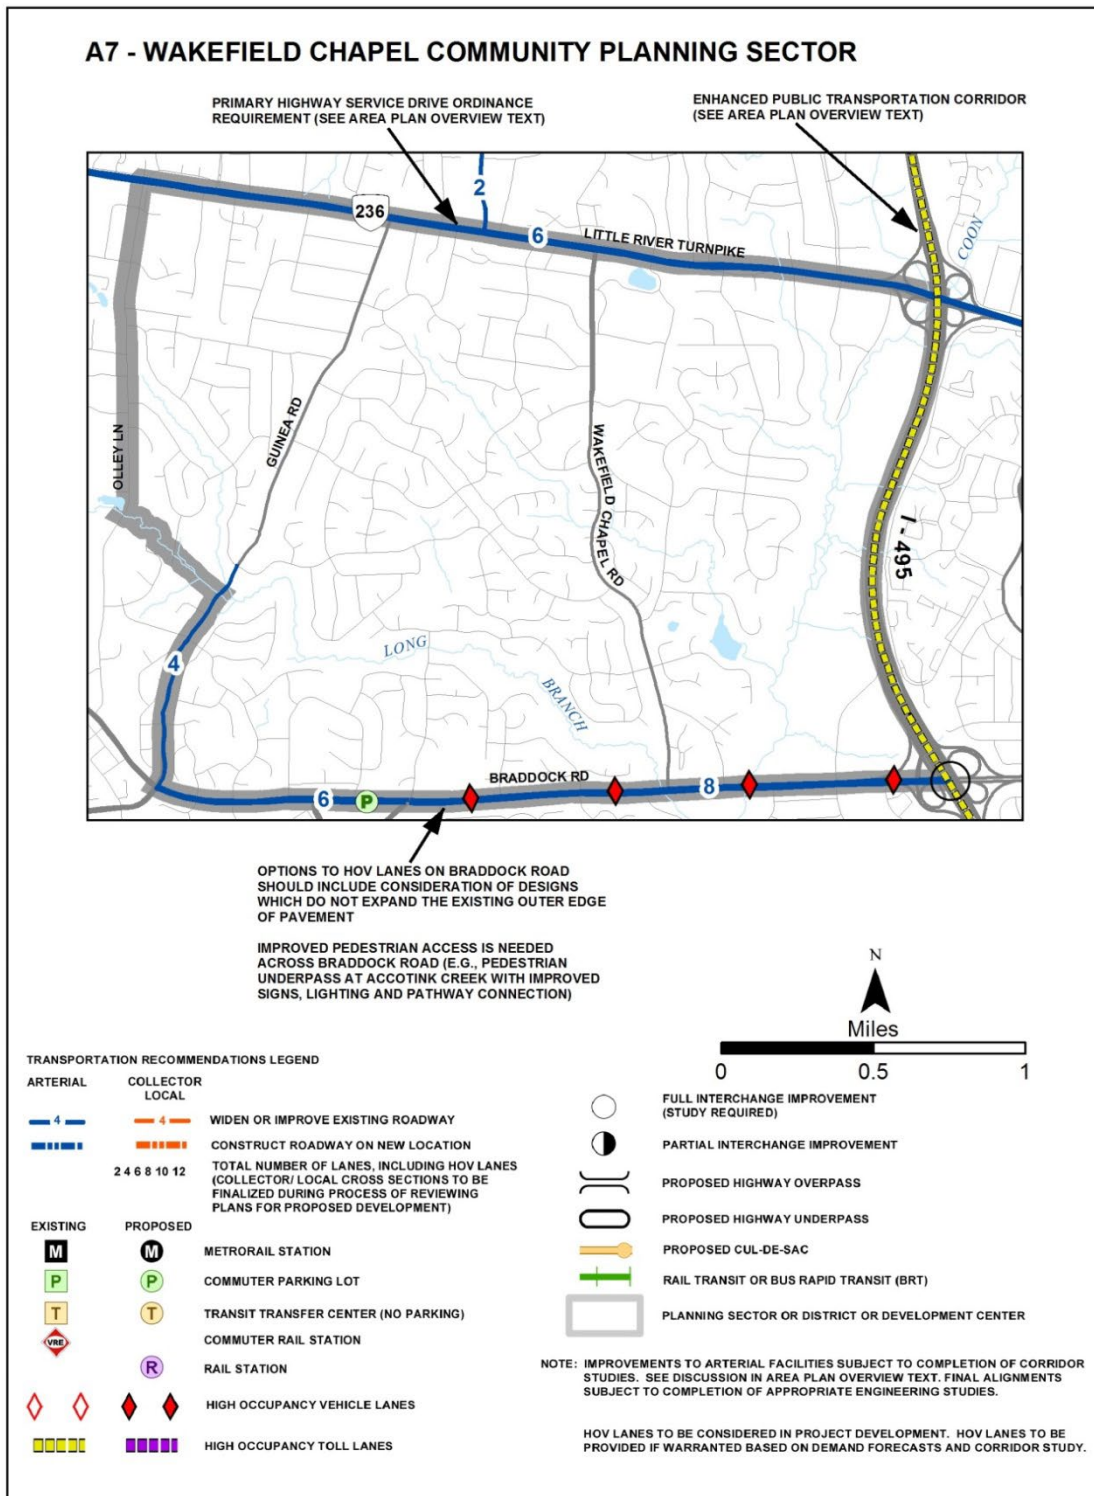 A7 - WAKEFIELD CHAPEL COMMUNITY PLANNING SECTOR
PRIMARY HIGHWAY SERVICE DRIVE ORDINANCE
REQUIREMENT (SEE AREA PLAN OVERVIEW TEXT)
ENHANCED PUBLIC TRANSPORTATION CORRIDOR
(SEE AREA PLAN OVERVIEW TEXT)
2
236
6
LITTLE RIVER TURNPIKE
COON
OLLEY LN
GUINEA RD
WAKEFIELD CHAPEL RD
I - 495
4
LONG
BRANCH
BRADDOCK RD
6
P
8
OPTIONS TO HOV LANES ON BRADDOCK ROAD
SHOULD INCLUDE CONSIDERATION OF DESIGNS
WHICH DO NOT EXPAND THE EXISTING OUTER EDGE
OF PAVEMENT
IMPROVED PEDESTRIAN ACCESS IS NEEDED
ACROSS BRADDOCK ROAD (E.G., PEDESTRIAN
UNDERPASS AT ACCOTINK CREEK WITH IMPROVED
SIGNS, LIGHTING AND PATHWAY CONNECTION)
N
Miles
0 0.5 1
TRANSPORTATION RECOMMENDATIONS LEGEND
ARTERIAL
COLLECTOR
LOCAL
4 4 WIDEN OR IMPROVE EXISTING ROADWAY
CONSTRUCT ROADWAY ON NEW LOCATION
2 4 6 8 10 12 TOTAL NUMBER OF LANES, INCLUDING HOV LANES
(COLLECTOR/ LOCAL CROSS SECTIONS TO BE
FINALIZED DURING PROCESS OF REVIEWING
PLANS FOR PROPOSED DEVELOPMENT)
EXISTING PROPOSED
M M METRORAIL STATION
P P COMMUTER PARKING LOT
T T TRANSIT TRANSFER CENTER (NO PARKING)
VRE COMMUTER RAIL STATION
R RAIL STATION
HIGH OCCUPANCY VEHICLE LANES
HIGH OCCUPANCY TOLL LANES
FULL INTERCHANGE IMPROVEMENT
(STUDY REQUIRED)
PARTIAL INTERCHANGE IMPROVEMENT
PROPOSED HIGHWAY OVERPASS
PROPOSED HIGHWAY UNDERPASS
PROPOSED CUL-DE-SAC
RAIL TRANSIT OR BUS RAPID TRANSIT (BRT)
PLANNING SECTOR OR DISTRICT OR DEVELOPMENT CENTER
NOTE: IMPROVEMENTS TO ARTERIAL FACILITIES SUBJECT TO COMPLETION OF CORRIDOR
STUDIES. SEE DISCUSSION IN AREA PLAN OVERVIEW TEXT. FINAL ALIGNMENTS
SUBJECT TO COMPLETION OF APPROPRIATE ENGINEERING STUDIES.
HOV LANES TO BE CONSIDERED IN PROJECT DEVELOPMENT. HOV LANES TO BE
PROVIDED IF WARRANTED BASED ON DEMAND FORECASTS AND CORRIDOR STUDY.